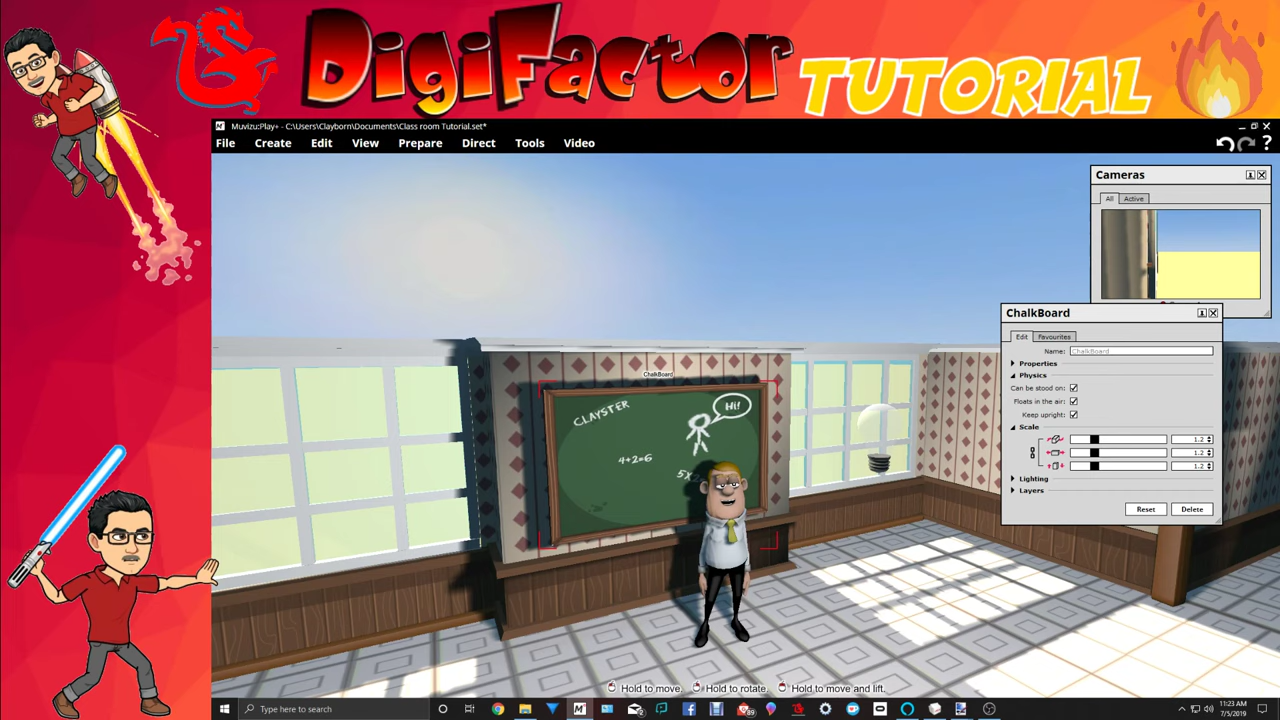 DigiFactor TUTORIAL
Muvizu:Play+ - C:\Users\Clayborn\Documents\Class room Tutorial.set*
File Create Edit View Prepare Direct Tools Video
?
Cameras
All Active
ChalkBoard
Edit Favourites
Name: ChalkBoard
Properties
Physics
Can be stood on:
Floats in the air:
Keep upright:
Scale
1.2
1.2
1.2
Lighting
Layers
Reset Delete
ChalkBoard
CLAYSTER
Hi!
4+2=6
5X
Hold to move. Hold to rotate. Hold to move and lift.
Type here to search
89
11:23 AM
7/5/2019